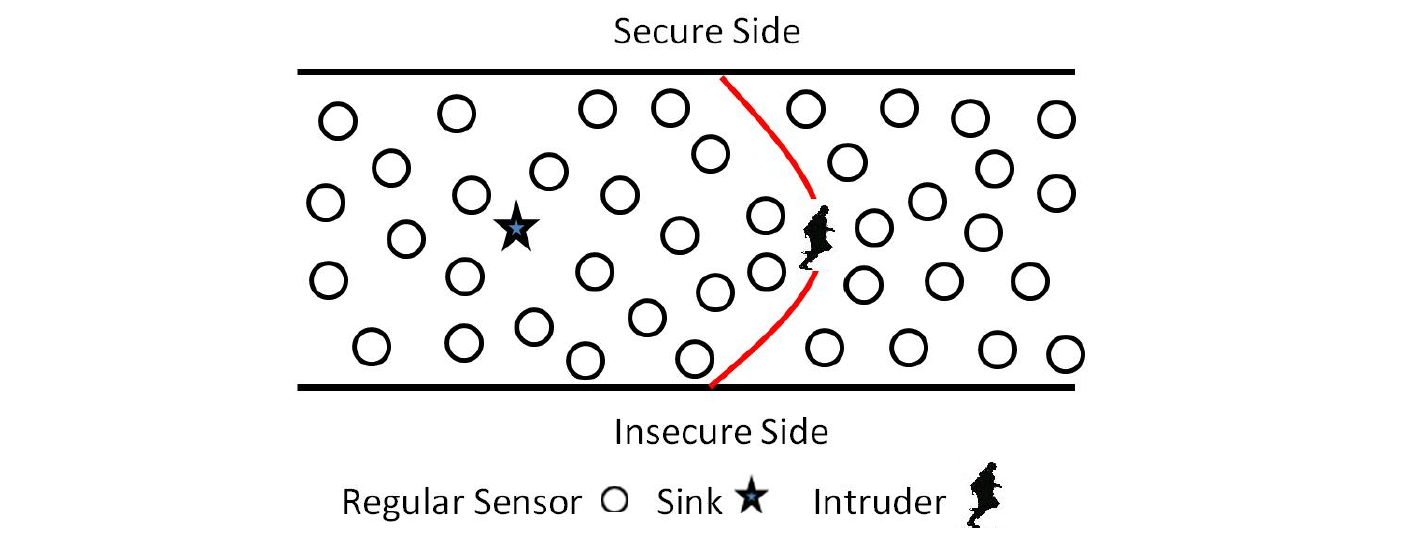 Secure Side
Insecure Side
Regular Sensor Sink Intruder